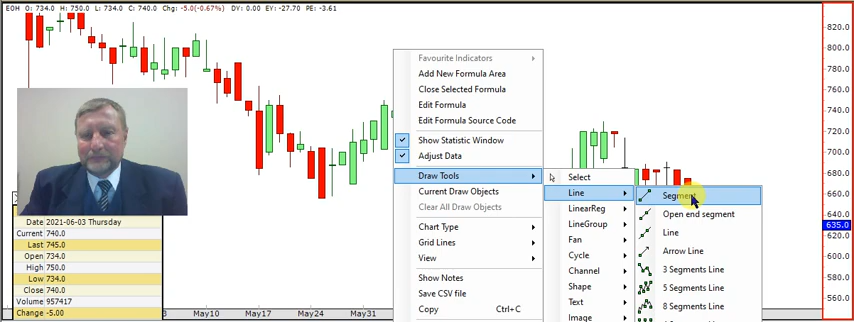 EOH O: 734.0 H: 750.0 L: 734.0 C: 740.0 Chg: -5.0(-0.67%) DY: 0.00 EY: -27.70 PE: -3.61
Favourite Indicators
Add New Formula Area
Close Selected Formula
Edit Formula
Edit Formula Source Code
Show Statistic Window
Adjust Data
Draw Tools
Current Draw Objects
Clear All Draw Objects
Chart Type
Grid Lines
View
Show Notes
Save CSV file
Copy Ctrl+C
Select
Line
LinearReg
LineGroup
Fan
Cycle
Channel
Shape
Text
Image
Segment
Open end segment
Line
Arrow Line
3 Segments Line
5 Segments Line
8 Segments Line
820.0
800.0
780.0
760.0
740.0
720.0
700.0
680.0
660.0
640.0
635.0
600.0
580.0
560.0
Date 2021-06-03 Thursday
Current 740.0
Last 745.0
Open 734.0
High 750.0
Low 734.0
Close 740.0
Volume 957417
Change -5.00
May10
May17
May24
May31